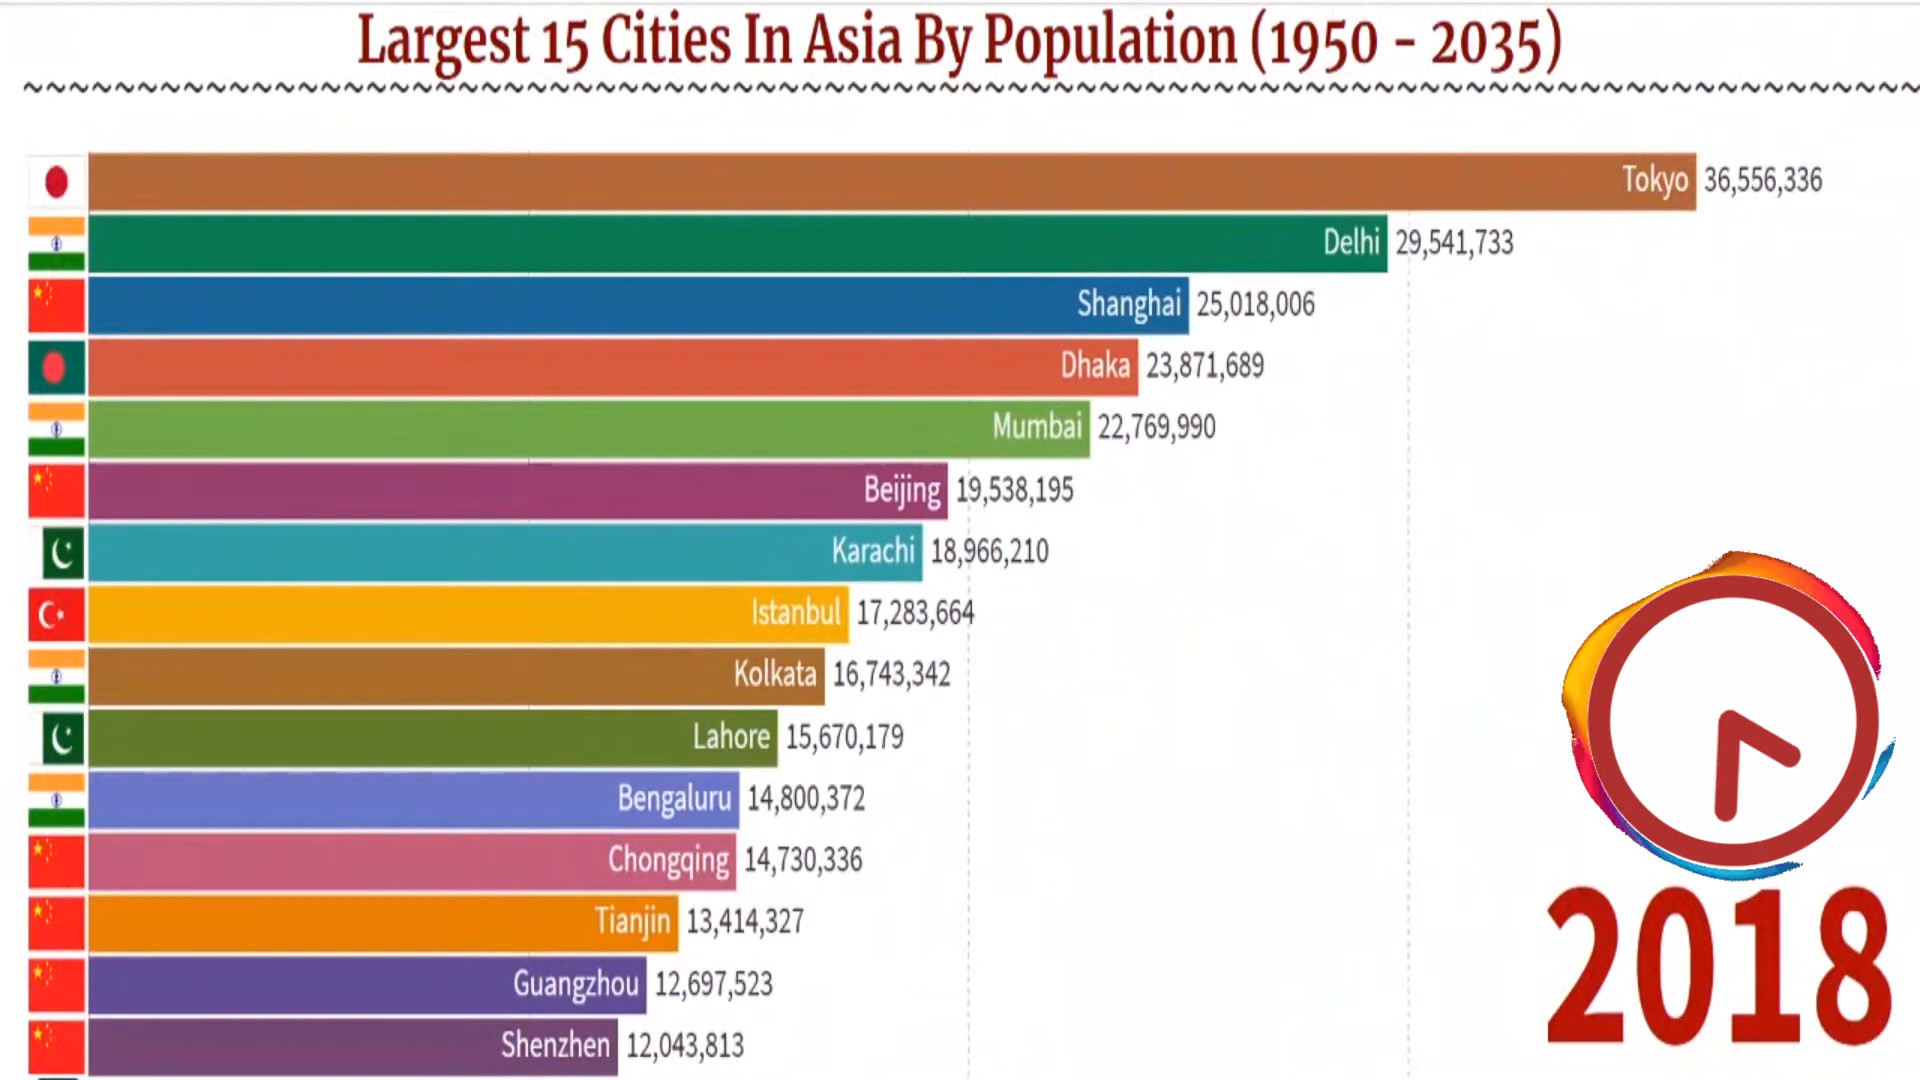 Largest 15 Cities In Asia By Population (1950 - 2035)
Tokyo 36,556,336
Delhi 29,541,733
Shanghai 25,018,006
Dhaka 23,871,689
Mumbai 22,769,990
Beijing 19,538,195
Karachi 18,966,210
Istanbul 17,283,664
Kolkata 16,743,342
Lahore 15,670,179
Bengaluru 14,800,372
Chongqing 14,730,336
Tianjin 13,414,327
Guangzhou 12,697,523
Shenzhen 12,043,813
2018